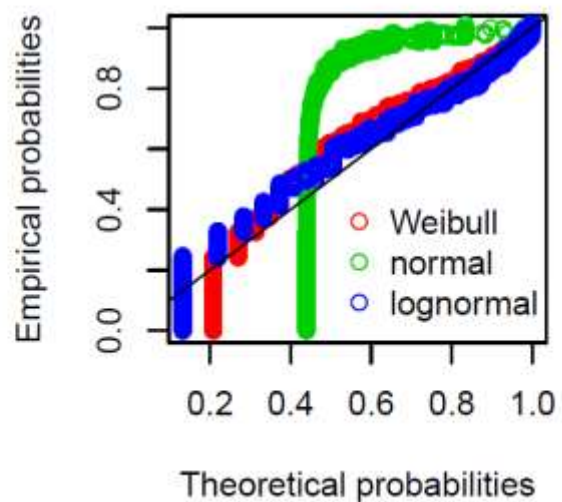 Empirical probabilities
0.8
0.4
0.0
Weibull
normal
lognormal
0.2 0.4 0.6 0.8 1.0
Theoretical probabilities